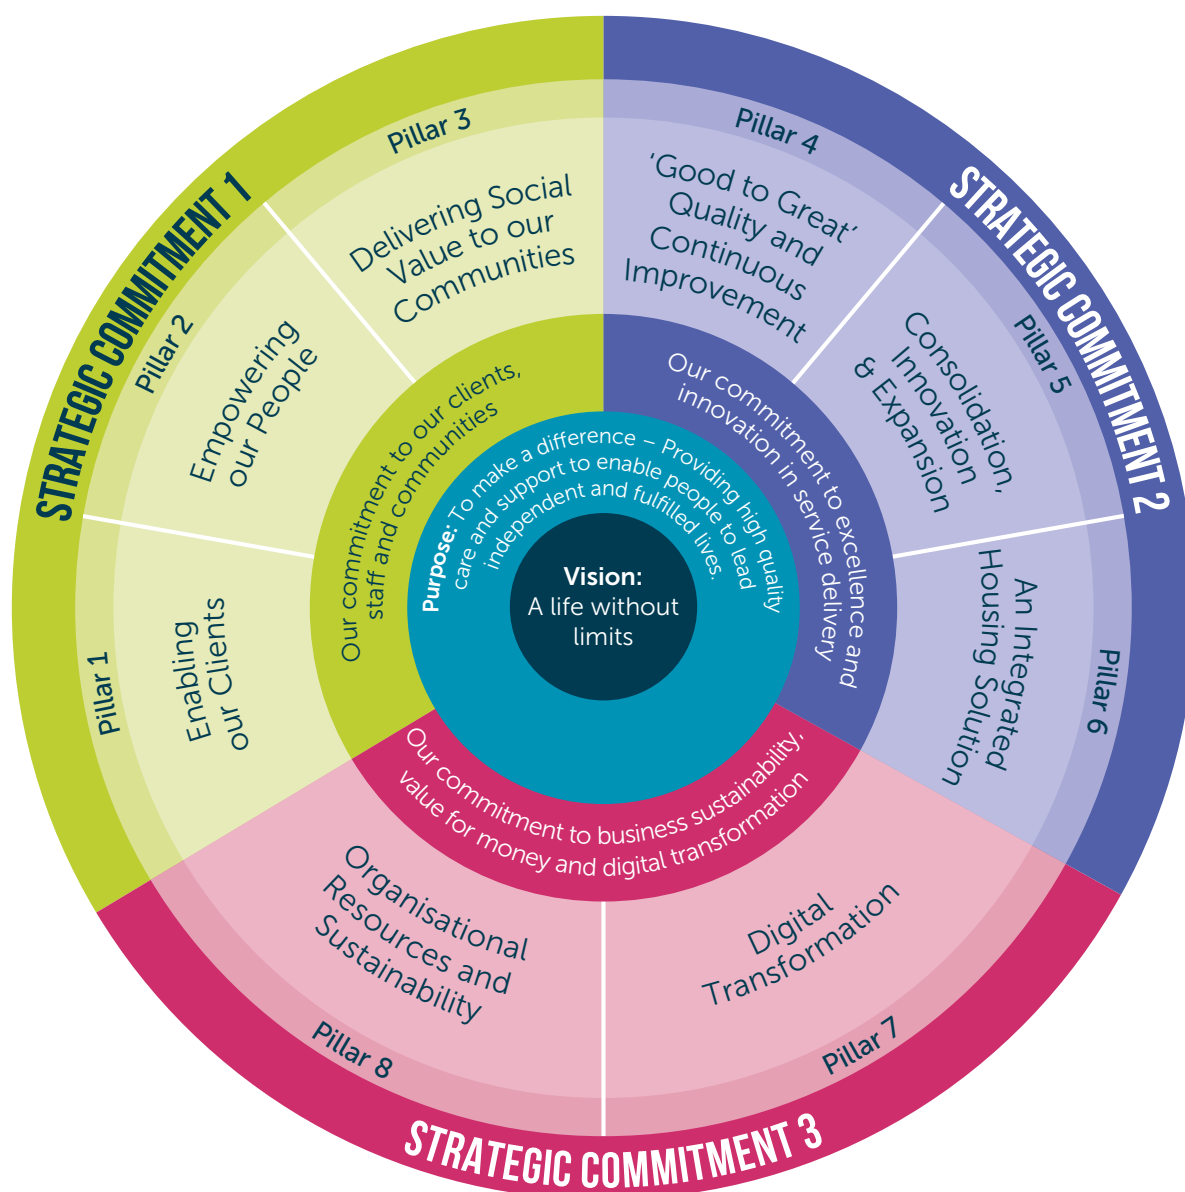 STRATEGIC COMMITMENT 1
Pillar 1
Enabling
our Clients
Pillar 2
Empowering
our People
Pillar 3
Delivering Social
Value to our
Communities
Our commitment to our clients,
staff and communities
STRATEGIC COMMITMENT 2
Pillar 4
‘Good to Great’
Quality and
Continuous
Improvement
Pillar 5
Consolidation,
Innovation
& Expansion
Pillar 6
An Integrated
Housing Solution
Our commitment to excellence and
innovation in service delivery
STRATEGIC COMMITMENT 3
Pillar 7
Digital
Transformation
Pillar 8
Organisational
Resources and
Sustainability
Our commitment to business sustainability,
value for money and digital transformation
Purpose: To make a difference – Providing high quality
care and support to enable people to lead
independent and fulfilled lives.
Vision:
A life without
limits